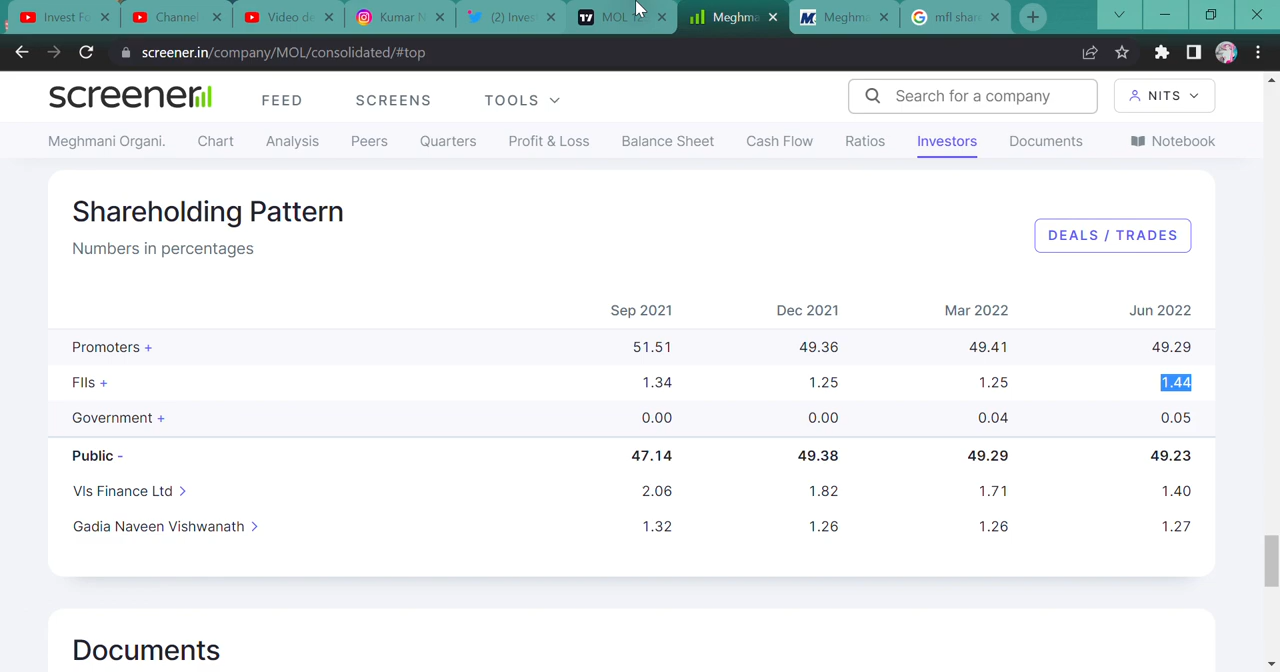 Invest Fo
Channel
Video de
Kumar N
(2) Inves
MOL 12
Meghma
Meghma
mfl shar
screener.in/company/MOL/consolidated/#top
screener
FEED
SCREENS
TOOLS
Search for a company
NITS
Meghmani Organi.
Chart
Analysis
Peers
Quarters
Profit & Loss
Balance Sheet
Cash Flow
Ratios
Investors
Documents
Notebook
Shareholding Pattern
Numbers in percentages
DEALS / TRADES
Sep 2021 Dec 2021 Mar 2022 Jun 2022
Promoters + 51.51 49.36 49.41 49.29
FIIs + 1.34 1.25 1.25 1.44
Government + 0.00 0.00 0.04 0.05
Public - 47.14 49.38 49.29 49.23
Vls Finance Ltd 2.06 1.82 1.71 1.40
Gadia Naveen Vishwanath 1.32 1.26 1.26 1.27
Documents